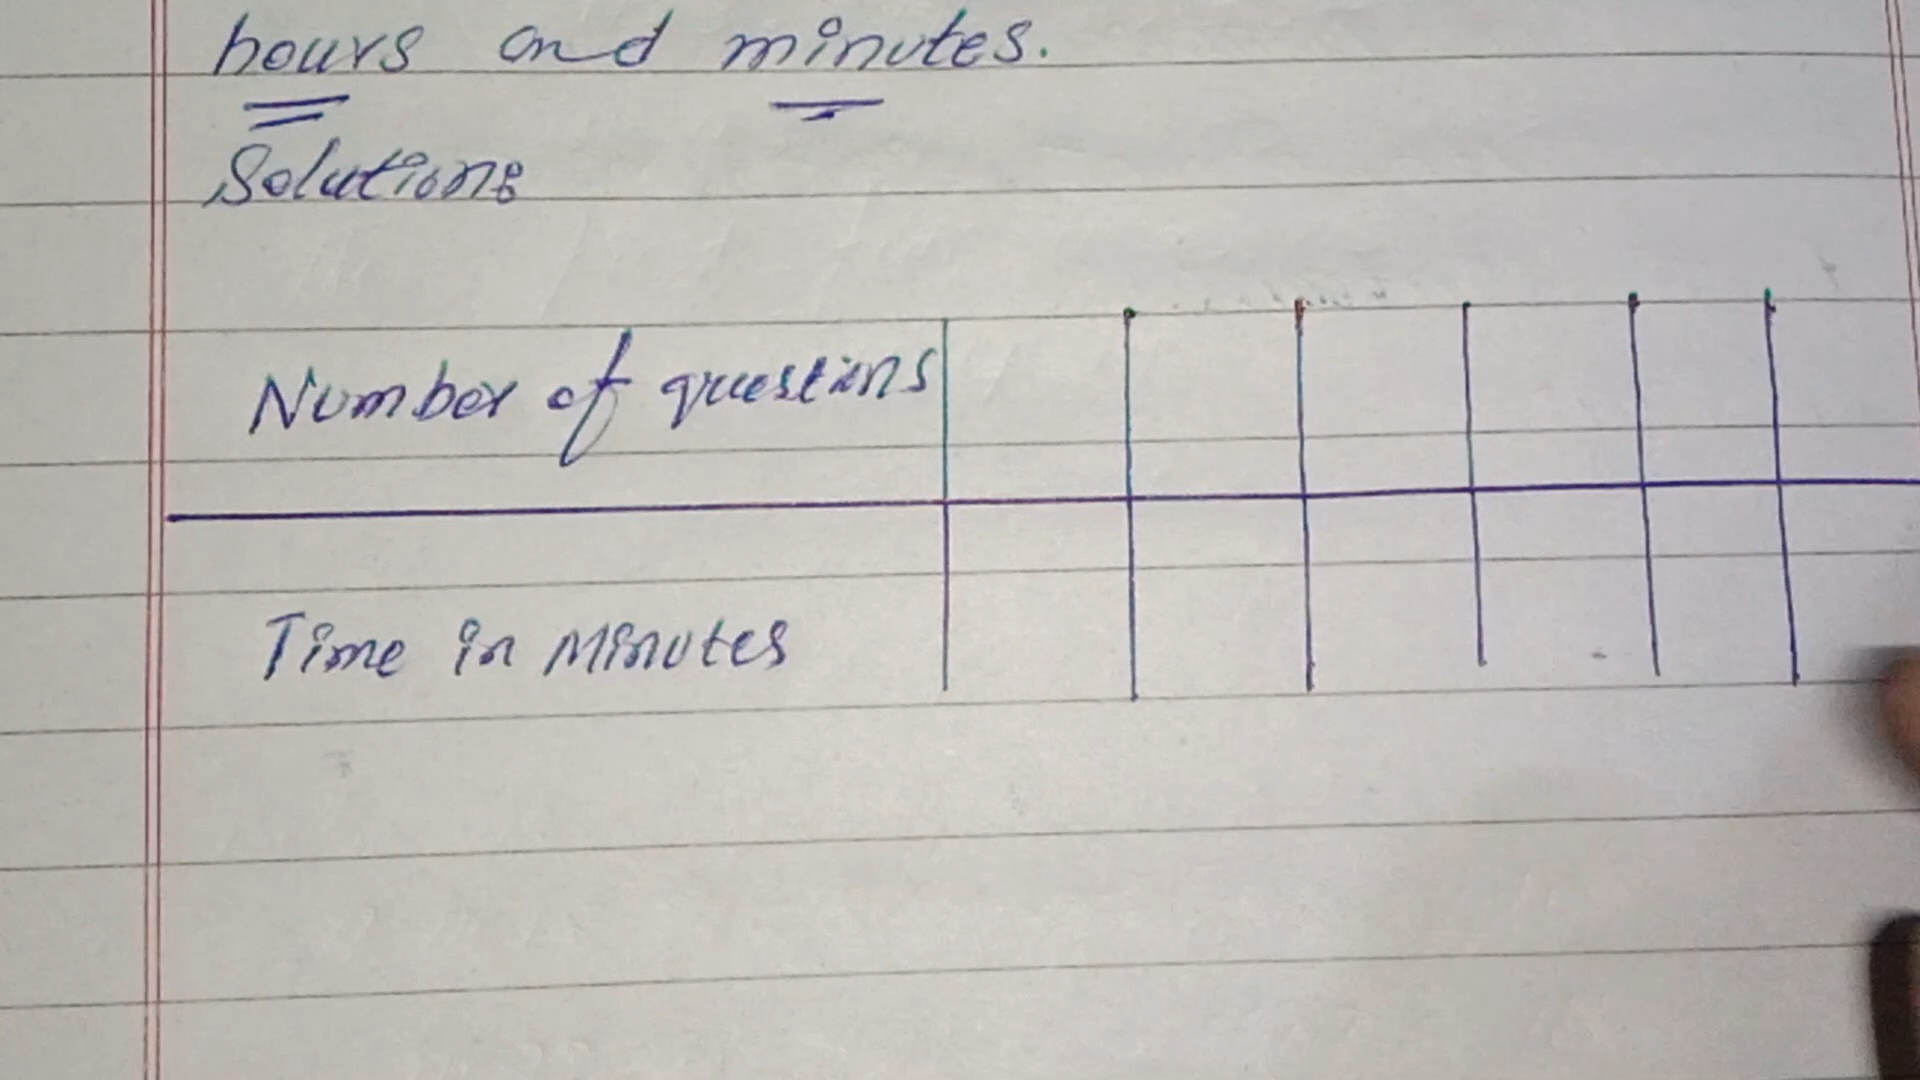 hours and minutes.
Solutions
Number of questions
Time in Minutes